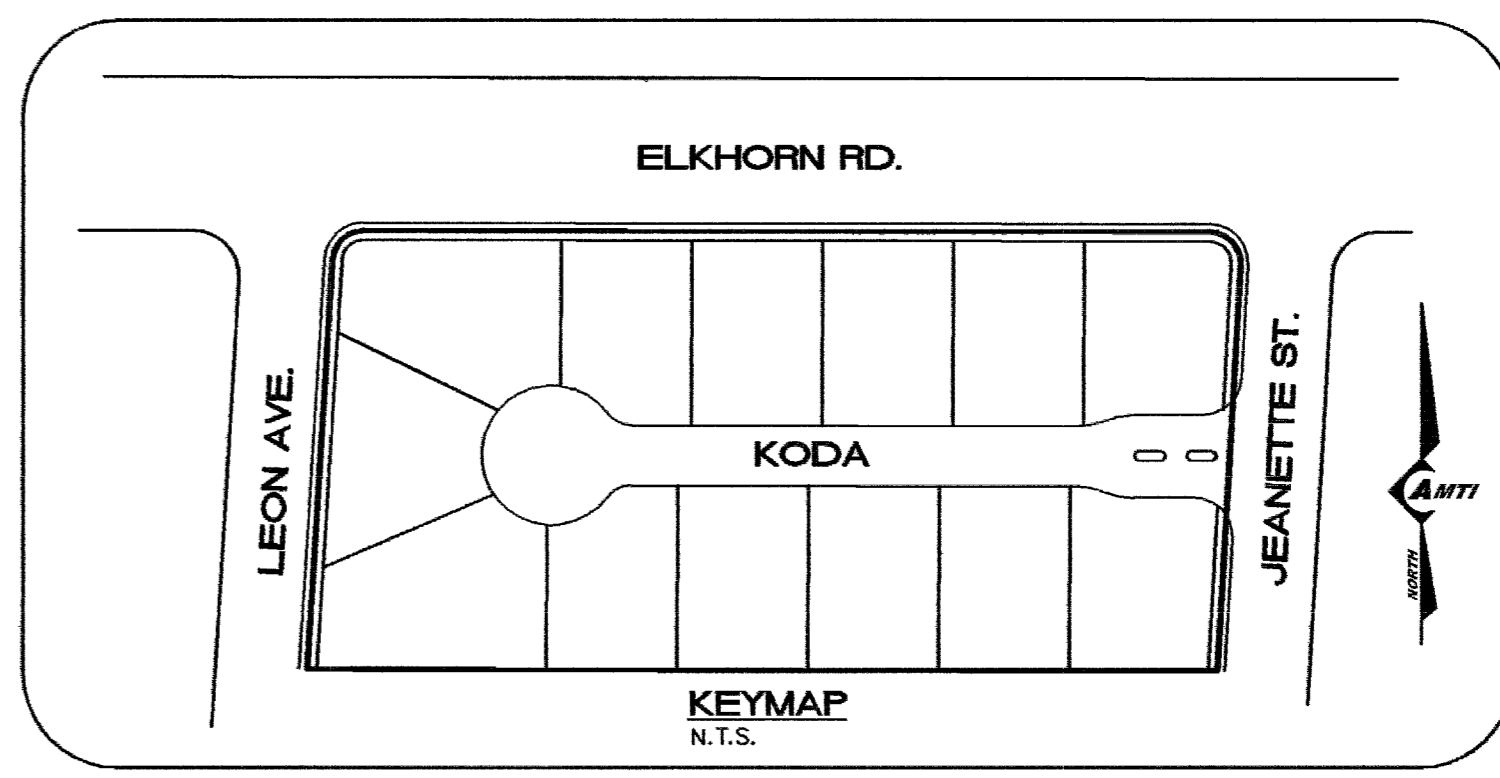 ELKHORN RD.
LEON AVE.
KODA
JEANETTE ST.
AMTI
NORTH
KEYMAP
N.T.S.